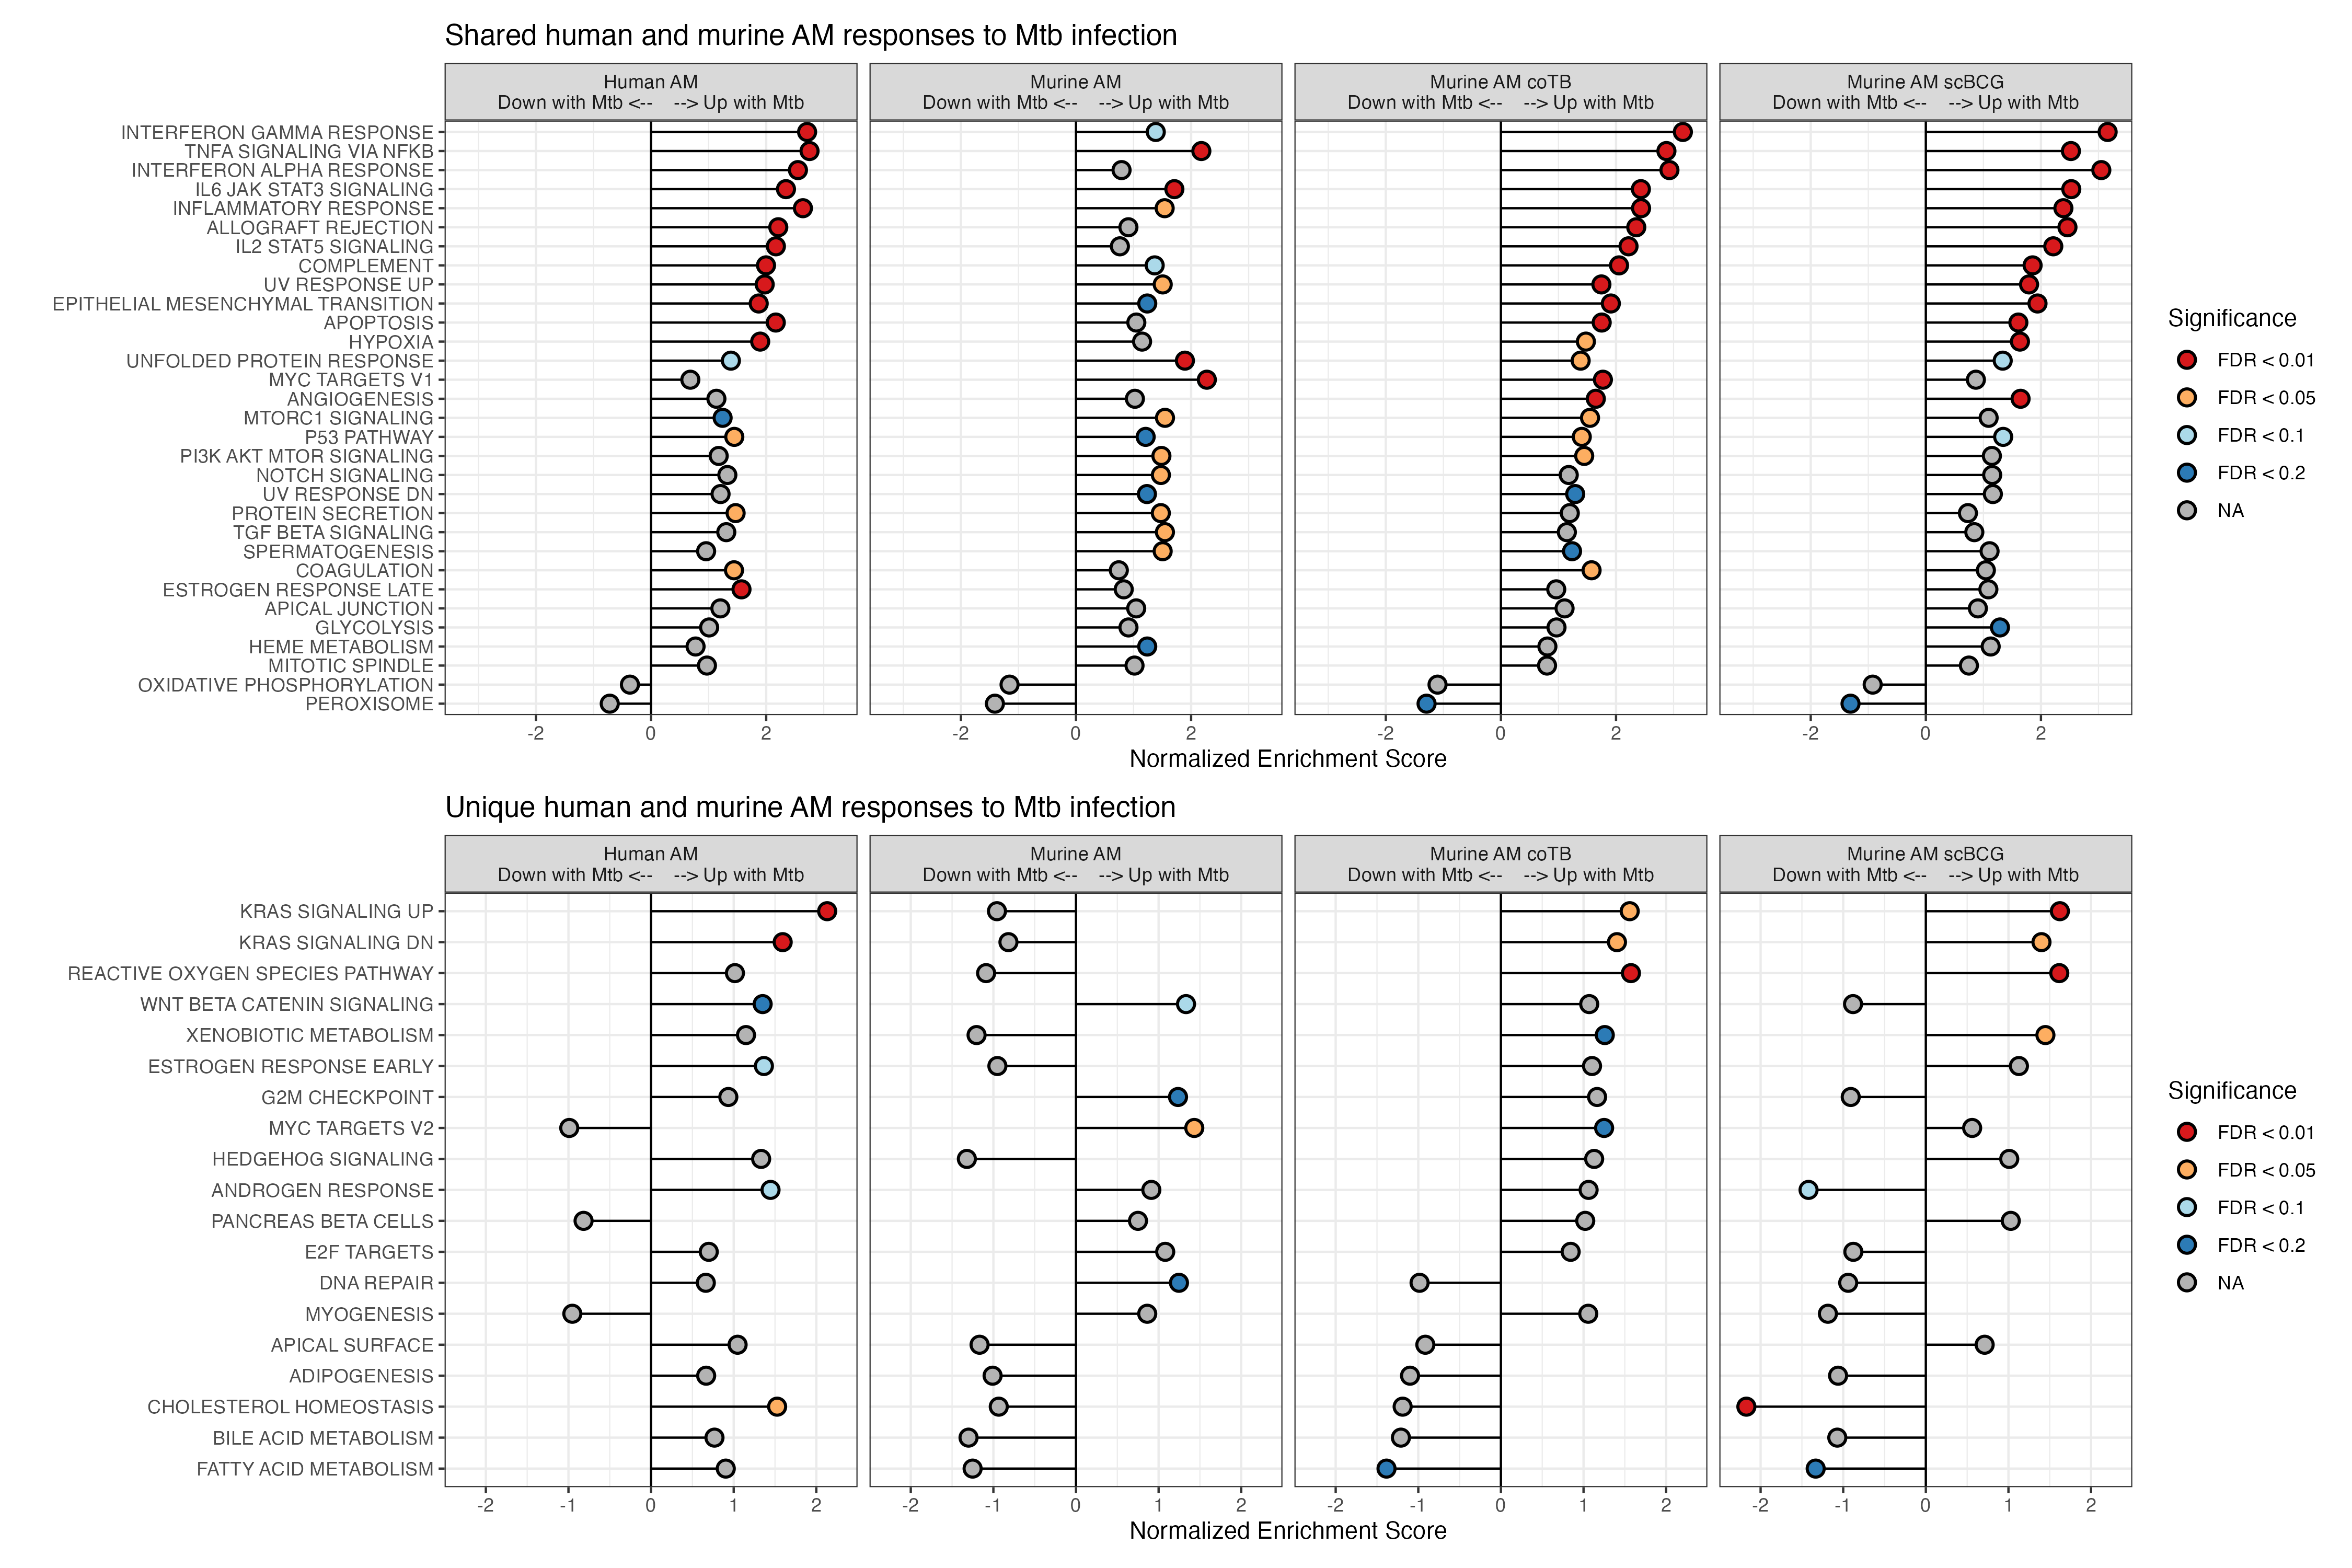 Shared human and murine AM responses to Mtb infection
Human AM
Down with Mtb <-- --> Up with Mtb
Murine AM
Down with Mtb <-- --> Up with Mtb
Murine AM coTB
Down with Mtb <-- --> Up with Mtb
Murine AM scBCG
Down with Mtb <-- --> Up with Mtb
INTERFERON GAMMA RESPONSE
TNFA SIGNALING VIA NFKB
INTERFERON ALPHA RESPONSE
IL6 JAK STAT3 SIGNALING
INFLAMMATORY RESPONSE
ALLOGRAFT REJECTION
IL2 STAT5 SIGNALING
COMPLEMENT
UV RESPONSE UP
EPITHELIAL MESENCHYMAL TRANSITION
APOPTOSIS
HYPOXIA
UNFOLDED PROTEIN RESPONSE
MYC TARGETS V1
ANGIOGENESIS
MTORC1 SIGNALING
P53 PATHWAY
PI3K AKT MTOR SIGNALING
NOTCH SIGNALING
UV RESPONSE DN
PROTEIN SECRETION
TGF BETA SIGNALING
SPERMATOGENESIS
COAGULATION
ESTROGEN RESPONSE LATE
APICAL JUNCTION
GLYCOLYSIS
HEME METABOLISM
MITOTIC SPINDLE
OXIDATIVE PHOSPHORYLATION
PEROXISOME
-2 0 2 -2 0 2 -2 0 2 -2 0 2
Normalized Enrichment Score
Significance
FDR < 0.01
FDR < 0.05
FDR < 0.1
FDR < 0.2
NA
Unique human and murine AM responses to Mtb infection
Human AM
Down with Mtb <-- --> Up with Mtb
Murine AM
Down with Mtb <-- --> Up with Mtb
Murine AM coTB
Down with Mtb <-- --> Up with Mtb
Murine AM scBCG
Down with Mtb <-- --> Up with Mtb
KRAS SIGNALING UP
KRAS SIGNALING DN
REACTIVE OXYGEN SPECIES PATHWAY
WNT BETA CATENIN SIGNALING
XENOBIOTIC METABOLISM
ESTROGEN RESPONSE EARLY
G2M CHECKPOINT
MYC TARGETS V2
HEDGEHOG SIGNALING
ANDROGEN RESPONSE
PANCREAS BETA CELLS
E2F TARGETS
DNA REPAIR
MYOGENESIS
APICAL SURFACE
ADIPOGENESIS
CHOLESTEROL HOMEOSTASIS
BILE ACID METABOLISM
FATTY ACID METABOLISM
-2 -1 0 1 2 -2 -1 0 1 2 -2 -1 0 1 2 -2 -1 0 1 2
Normalized Enrichment Score
Significance
FDR < 0.01
FDR < 0.05
FDR < 0.1
FDR < 0.2
NA